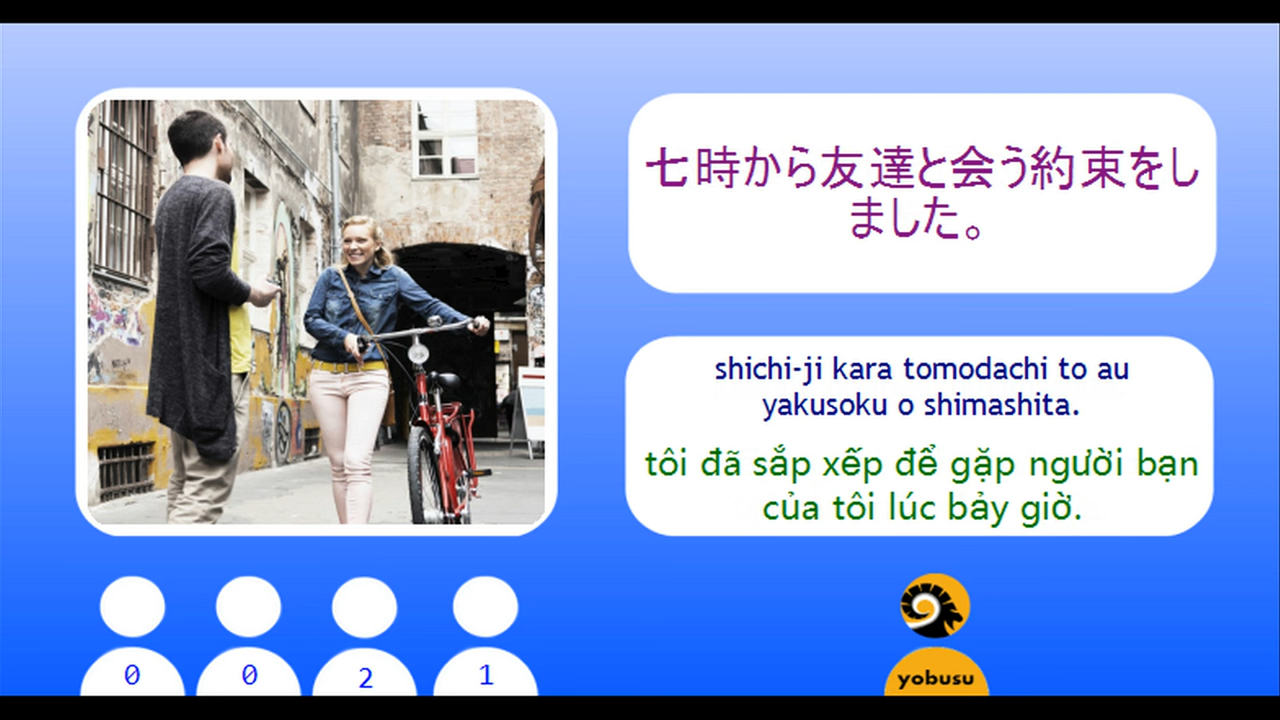 七時から友達と会う約束をし
ました。
shichi-ji kara tomodachi to au
yakusoku o shimashita.
tôi đã sắp xếp để gặp người bạn
của tôi lúc bảy giờ.
0 0 2 1
yobusu